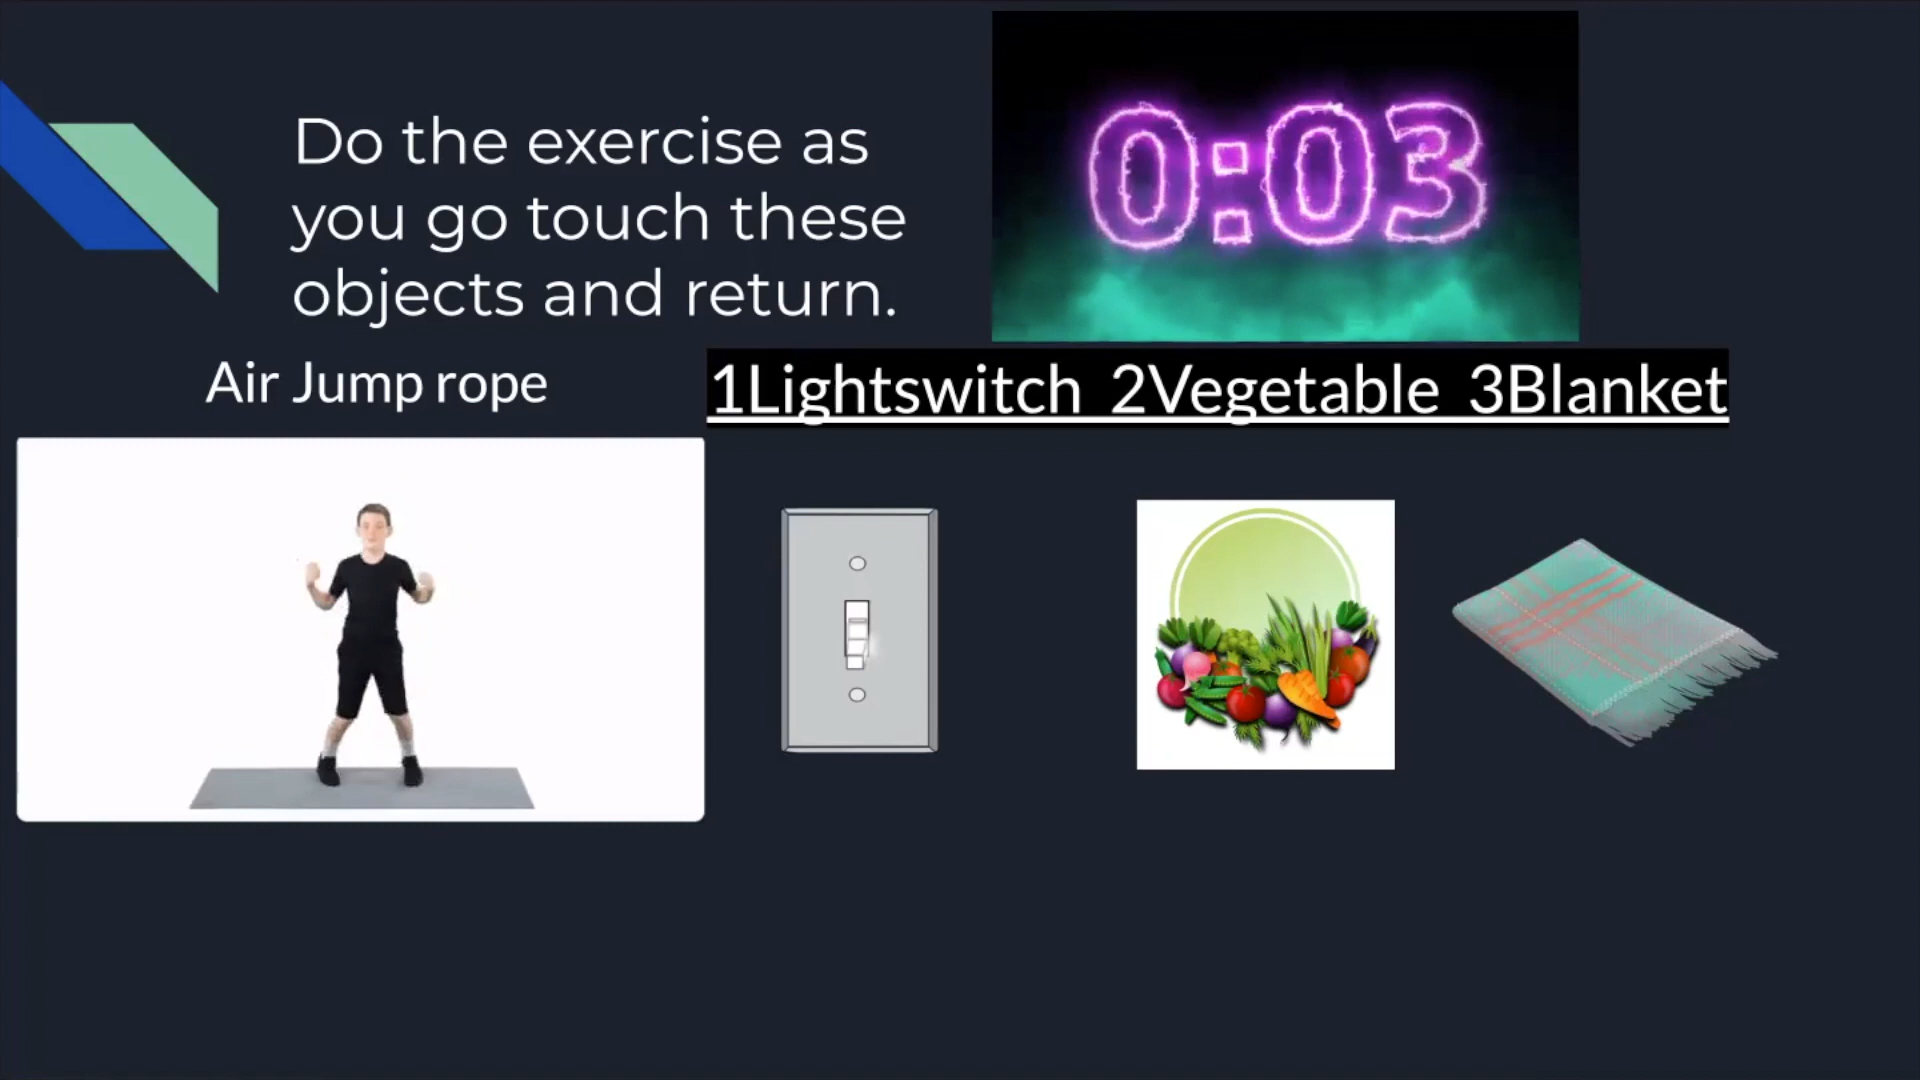 Do the exercise as
you go touch these
objects and return.
0:03
Air Jump rope
1Lightswitch 2Vegetable 3Blanket